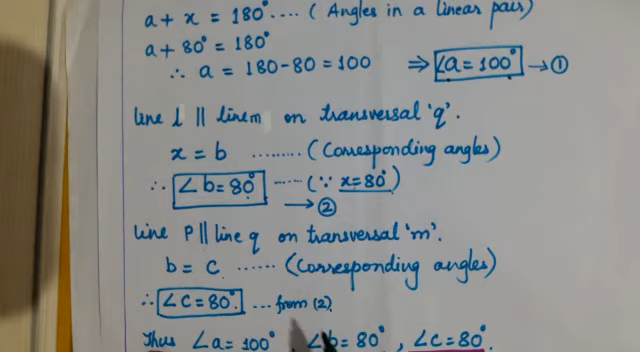 a + x = 180° .... (Angles in a linear pair)
a + 80° = 180°
∴ a = 180 - 80 = 100 ⇒ ∠a = 100° → ①
line l || line m on transversal 'q'.
x = b ......... (Corresponding angles)
∴ ∠b = 80° ..... (∵ x = 80°)
→ ②
line P || line q on transversal 'm'.
b = c ...... (Corresponding angles)
∴ ∠c = 80°. ... from (2).
Thus ∠a = 100° ∠b = 80°, ∠c = 80°.